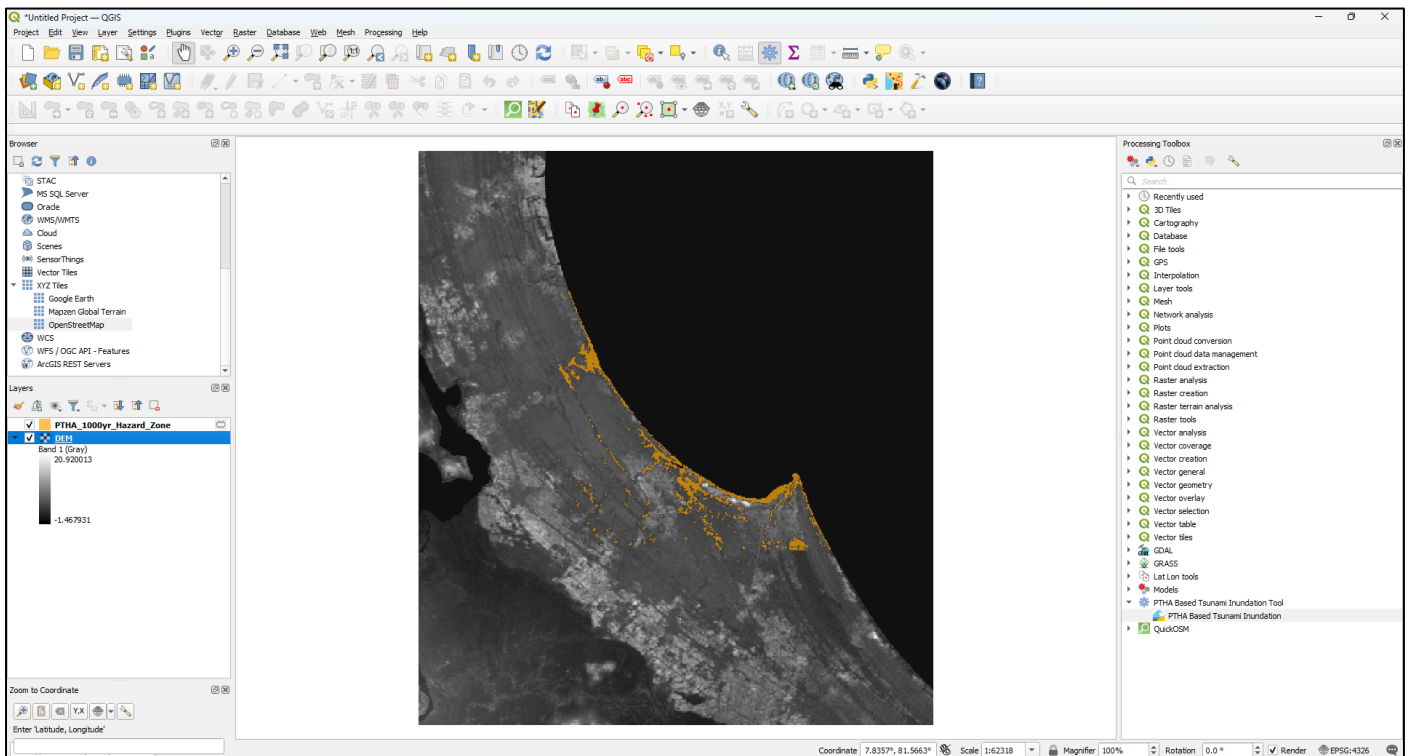 *Untitled Project — QGIS
Project Edit View Layer Settings Plugins Vector Raster Database Web Mesh Processing Help
Browser
STAC
MS SQL Server
Oracle
WMS/WMTS
Cloud
Scenes
SensorThings
Vector Tiles
XYZ Tiles
Google Earth
Mapzen Global Terrain
OpenStreetMap
WCS
WFS / OGC API - Features
ArcGIS REST Servers
Layers
PTHA_1000yr_Hazard_Zone
DEM
Band 1 (Gray)
20.920013
-1.467931
Zoom to Coordinate
Y,X
Enter 'Latitude, Longitude'
Processing Toolbox
Search...
Recently used
3D Tiles
Cartography
Database
File tools
GPS
Interpolation
Layer tools
Mesh
Network analysis
Plots
Point cloud conversion
Point cloud data management
Point cloud extraction
Raster analysis
Raster creation
Raster terrain analysis
Raster tools
Vector analysis
Vector coverage
Vector creation
Vector general
Vector geometry
Vector overlay
Vector selection
Vector table
Vector tiles
GDAL
GRASS
Lat Lon tools
Models
PTHA Based Tsunami Inundation Tool
PTHA Based Tsunami Inundation
QuickOSM
Coordinate 7.8357°, 81.5663° Scale 1:62318 Magnifier 100% Rotation 0.0 ° Render EPSG:4326